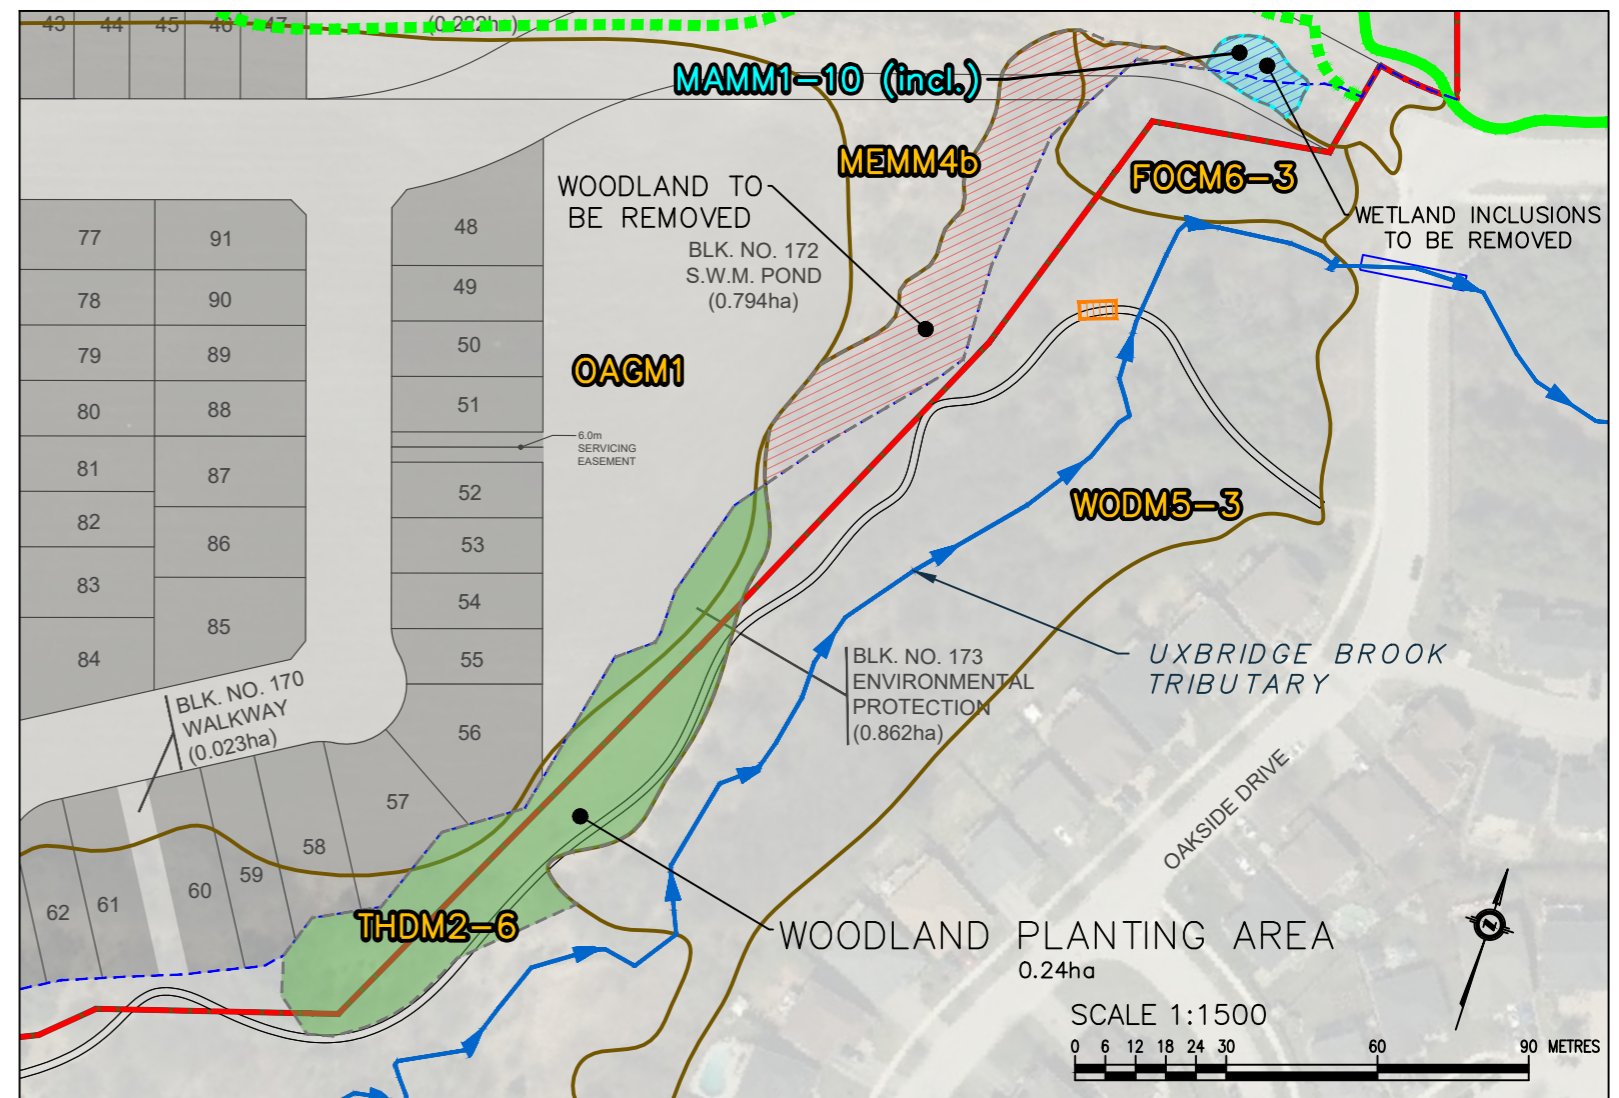 43 44 45 46 47
(0.222ha)
MAMM1-10 (incl.)
MEMM4b
FOCM6-3
WOODLAND TO
BE REMOVED
BLK. NO. 172
S.W.M. POND
(0.794ha)
WETLAND INCLUSIONS
TO BE REMOVED
77 91 48
78 90 49
79 89 50
OAGM1
80 88 51
6.0m
SERVICING
EASEMENT
81 87 52
82 86 53
83 54
84 85 55
56
WODM5-3
BLK. NO. 170
WALKWAY
(0.023ha)
BLK. NO. 173
ENVIRONMENTAL
PROTECTION
(0.862ha)
UXBRIDGE BROOK
TRIBUTARY
OAKSIDE DRIVE
57
58
59
60
61
62
THDM2-6
WOODLAND PLANTING AREA
0.24ha
Z
SCALE 1:1500
0 6 12 18 24 30 60 90 METRES